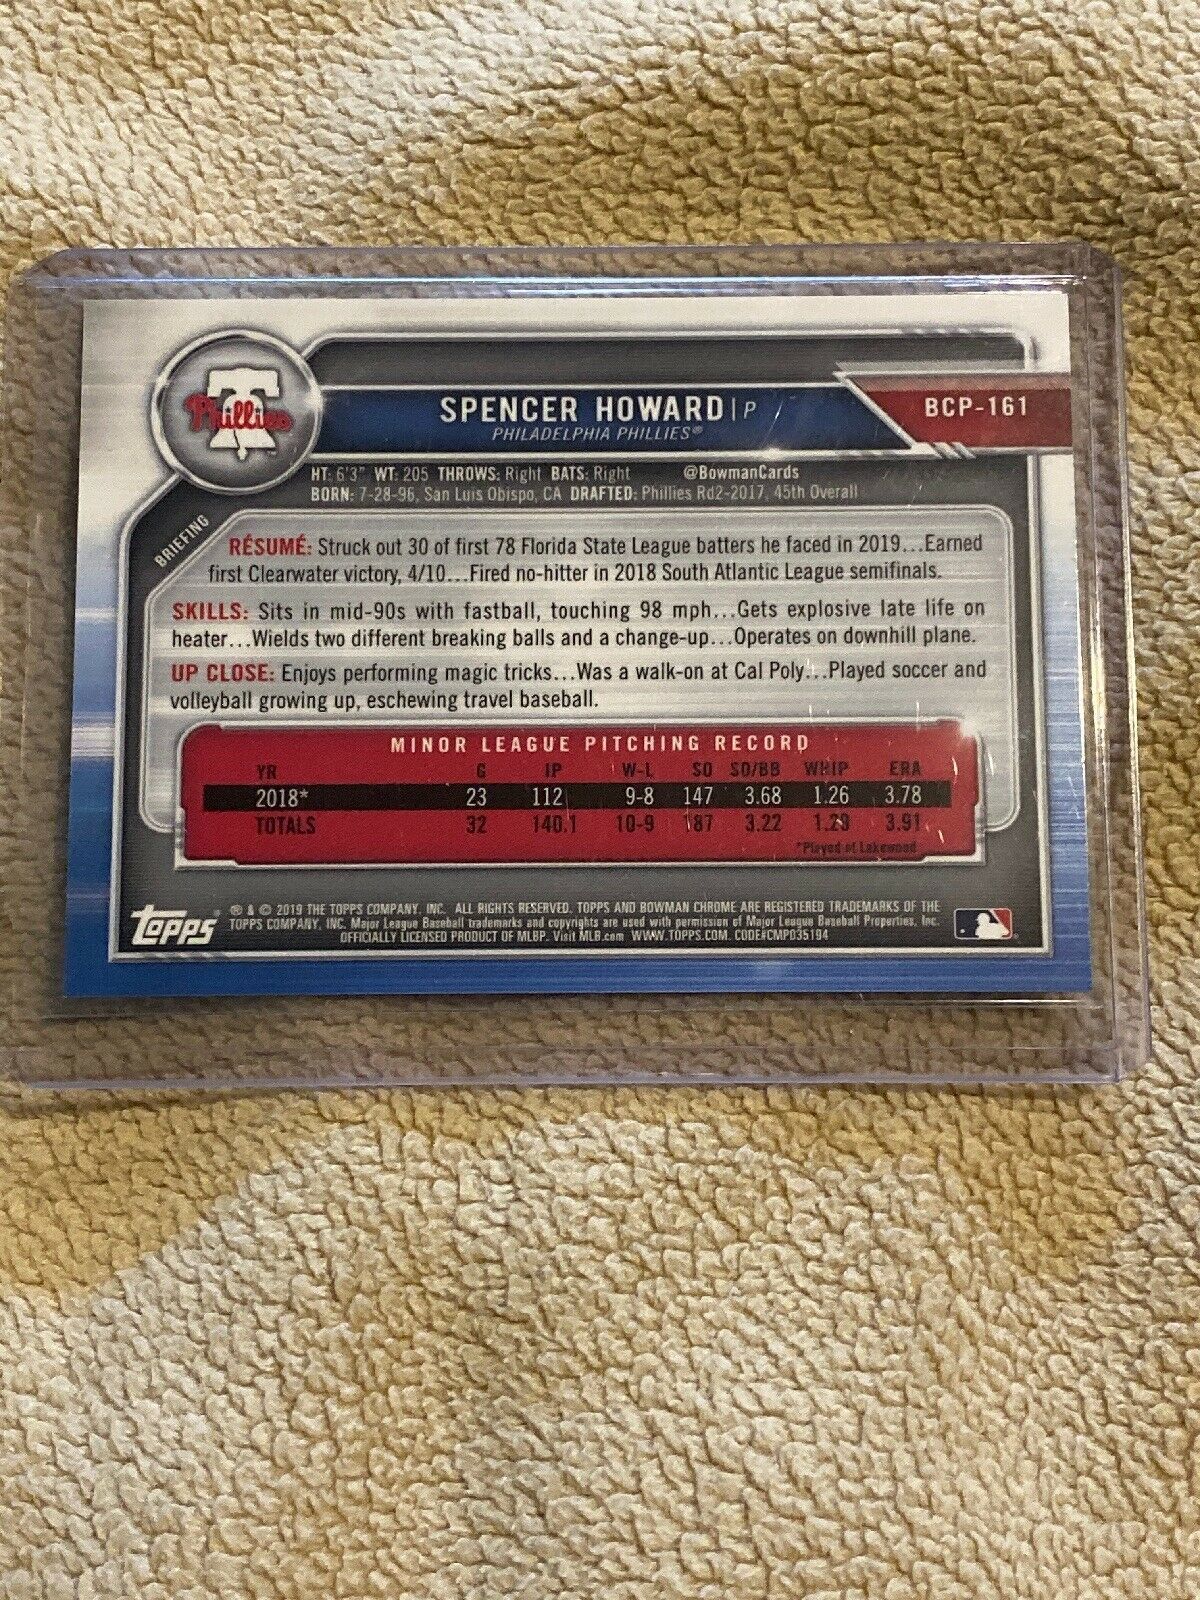 Phillies
SPENCER HOWARD | P
BCP-161
PHILADELPHIA PHILLIES®
HT: 6'3" WT: 205 THROWS: Right BATS: Right @BowmanCards
BORN: 7-28-96, San Luis Obispo, CA DRAFTED: Phillies Rd2-2017, 45th Overall
BRIEFING
RÉSUMÉ: Struck out 30 of first 78 Florida State League batters he faced in 2019...Earned
first Clearwater victory, 4/10...Fired no-hitter in 2018 South Atlantic League semifinals.
SKILLS: Sits in mid-90s with fastball, touching 98 mph...Gets explosive late life on
heater...Wields two different breaking balls and a change-up...Operates on downhill plane.
UP CLOSE: Enjoys performing magic tricks...Was a walk-on at Cal Poly...Played soccer and
volleyball growing up, eschewing travel baseball.
MINOR LEAGUE PITCHING RECORD
YR G IP W-L SO SO/BB WHIP ERA
2018* 23 112 9-8 147 3.68 1.26 3.78
TOTALS 32 140.1 10-9 187 3.22 1.29 3.91
*Played at Lakewood
topps
® & © 2019 THE TOPPS COMPANY, INC. ALL RIGHTS RESERVED. TOPPS AND BOWMAN CHROME ARE REGISTERED TRADEMARKS OF THE
TOPPS COMPANY, INC. Major League Baseball trademarks and copyrights are used with permission of Major League Baseball Properties, Inc.
OFFICIALLY LICENSED PRODUCT OF MLBP. Visit MLB.com WWW.TOPPS.COM. CODE#CMP035194